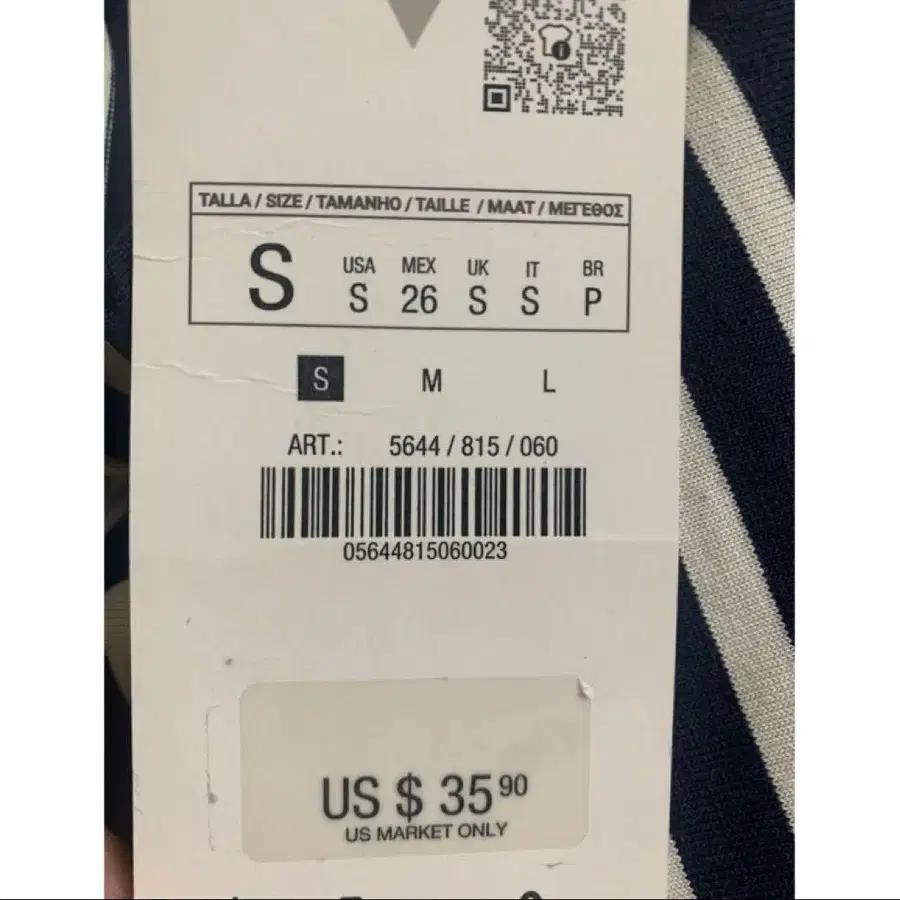 TALLA / SIZE / TAMANHO / TAILLE / MAAT / ΜΕΓΕΘΟΣ
S
USA MEX UK IT BR
S 26 S S P
S M L
ART.: 5644 / 815 / 060
05644815060023
US $ 35 90
US MARKET ONLY